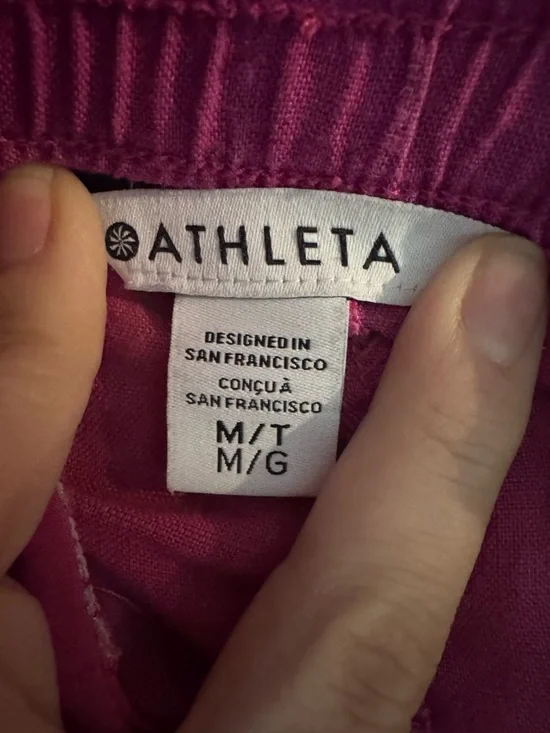 ATHLETA
DESIGNED IN
SAN FRANCISCO
CONÇU À
SAN FRANCISCO
M/T
M/G